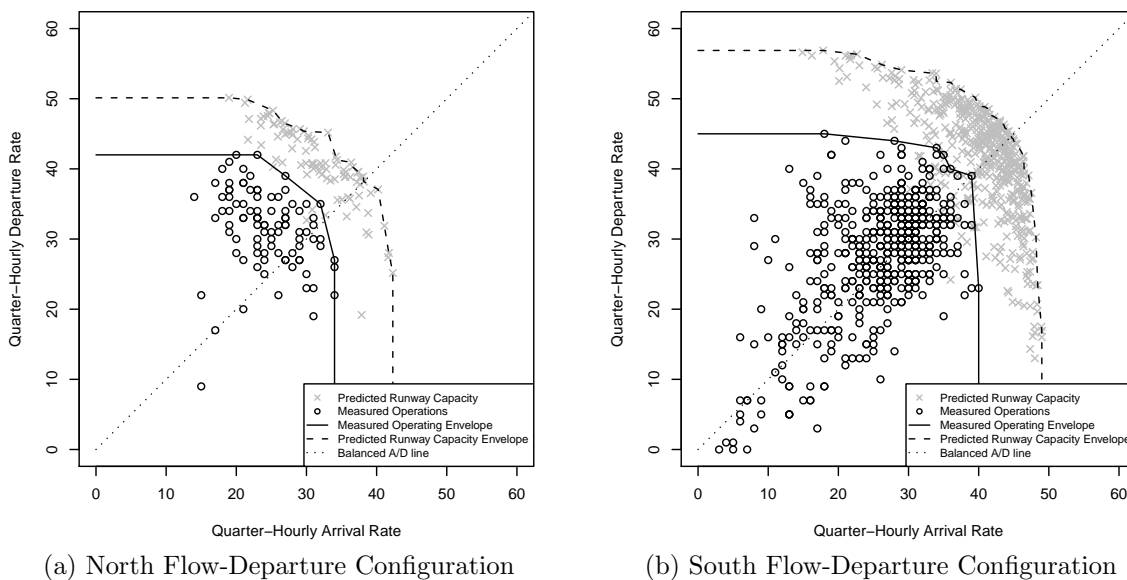 60
50
40
30
20
10
0
Quarter−Hourly Departure Rate
Predicted Runway Capacity
Measured Operations
Measured Operating Envelope
Predicted Runway Capacity Envelope
Balanced A/D line
0 10 20 30 40 50 60
Quarter−Hourly Arrival Rate
(a) North Flow-Departure Configuration
60
50
40
30
20
10
0
Quarter−Hourly Departure Rate
Predicted Runway Capacity
Measured Operations
Measured Operating Envelope
Predicted Runway Capacity Envelope
Balanced A/D line
0 10 20 30 40 50 60
Quarter−Hourly Arrival Rate
(b) South Flow-Departure Configuration